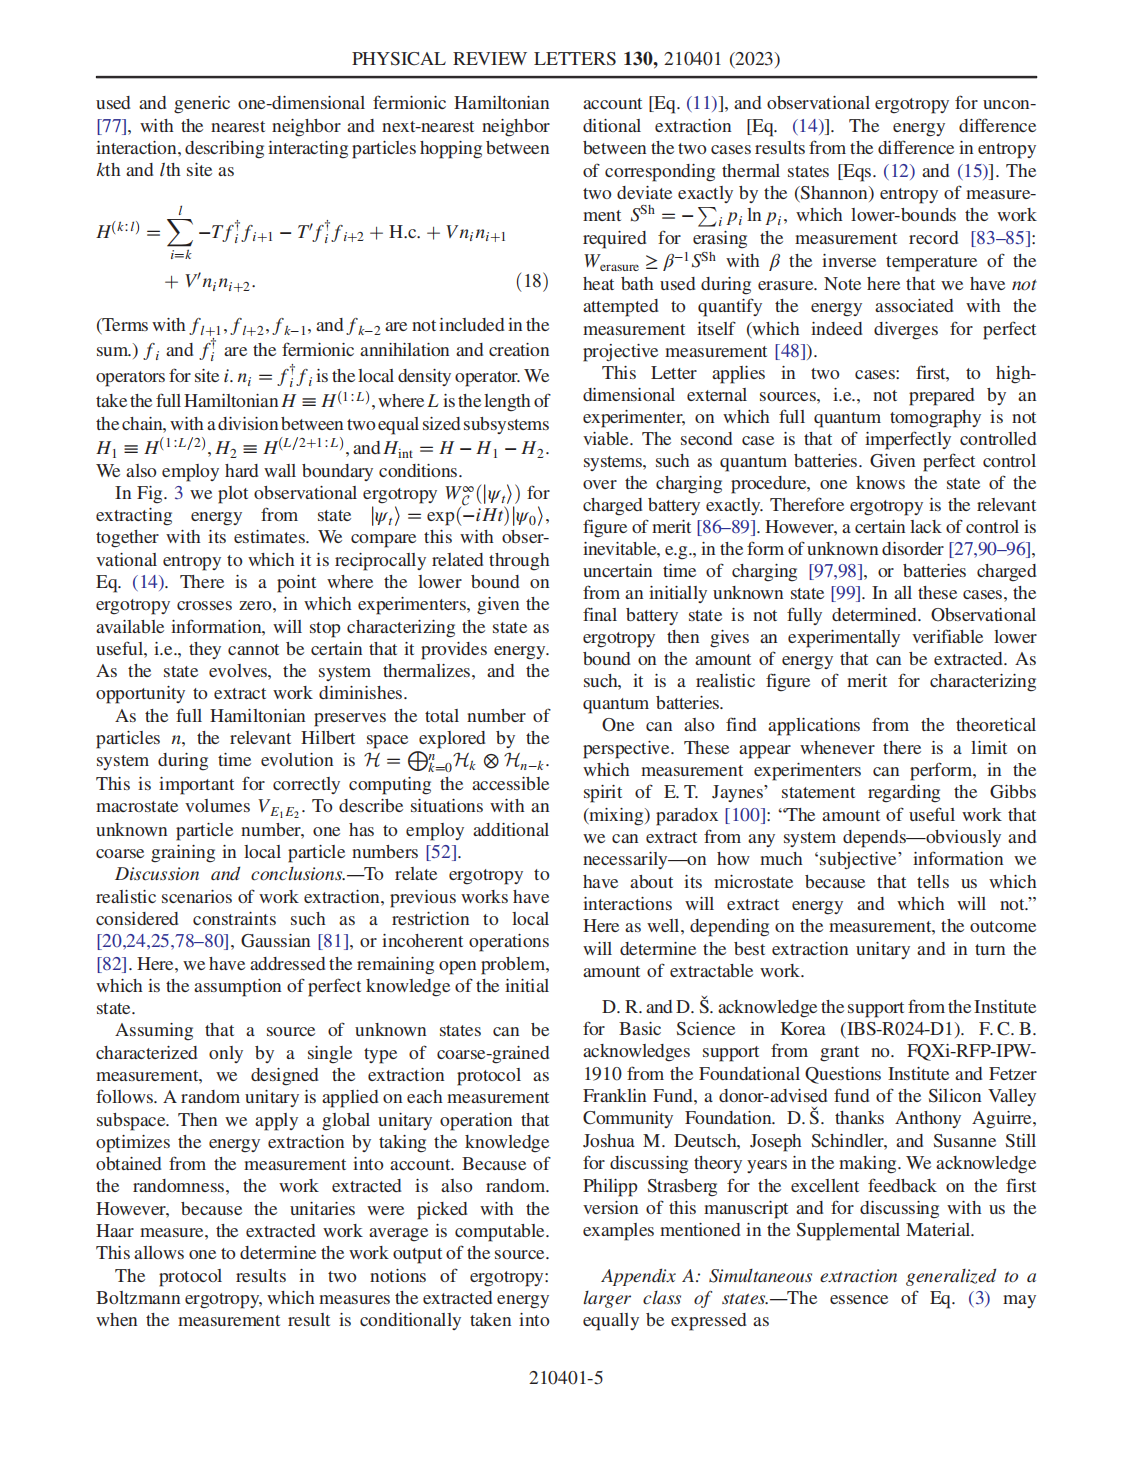 PHYSICAL REVIEW LETTERS 130, 210401 (2023)
used and generic one-dimensional fermionic Hamiltonian
[77], with the nearest neighbor and next-nearest neighbor
interaction, describing interacting particles hopping between
kth and lth site as
H^{(k:l)} = \sum_{i=k}^{l} −T f_i^† f_{i+1} − T′ f_i^† f_{i+2} + H.c. + V n_i n_{i+1}
+ V′ n_i n_{i+2}. (18)
(Terms with f_{l+1}, f_{l+2}, f_{k−1}, and f_{k−2} are not included in the
sum.) f_i and f_i^† are the fermionic annihilation and creation
operators for site i. n_i = f_i^† f_i is the local density operator. We
take the full Hamiltonian H ≡ H^{(1:L)}, where L is the length of
the chain, with a division between two equal sized subsystems
H_1 ≡ H^{(1:L/2)}, H_2 ≡ H^{(L/2+1:L)}, and H_{int} = H − H_1 − H_2.
We also employ hard wall boundary conditions.
In Fig. 3 we plot observational ergotropy W_C^∞(|ψ_t⟩) for
extracting energy from state |ψ_t⟩ = exp(−iHt)|ψ_0⟩,
together with its estimates. We compare this with obser-
vational entropy to which it is reciprocally related through
Eq. (14). There is a point where the lower bound on
ergotropy crosses zero, in which experimenters, given the
available information, will stop characterizing the state as
useful, i.e., they cannot be certain that it provides energy.
As the state evolves, the system thermalizes, and the
opportunity to extract work diminishes.
As the full Hamiltonian preserves the total number of
particles n, the relevant Hilbert space explored by the
system during time evolution is H = ⊕_{k=0}^{n} H_k ⊗ H_{n−k}.
This is important for correctly computing the accessible
macrostate volumes V_{E_1E_2}. To describe situations with an
unknown particle number, one has to employ additional
coarse graining in local particle numbers [52].
Discussion and conclusions.—To relate ergotropy to
realistic scenarios of work extraction, previous works have
considered constraints such as a restriction to local
[20,24,25,78–80], Gaussian [81], or incoherent operations
[82]. Here, we have addressed the remaining open problem,
which is the assumption of perfect knowledge of the initial
state.
Assuming that a source of unknown states can be
characterized only by a single type of coarse-grained
measurement, we designed the extraction protocol as
follows. A random unitary is applied on each measurement
subspace. Then we apply a global unitary operation that
optimizes the energy extraction by taking the knowledge
obtained from the measurement into account. Because of
the randomness, the work extracted is also random.
However, because the unitaries were picked with the
Haar measure, the extracted work average is computable.
This allows one to determine the work output of the source.
The protocol results in two notions of ergotropy:
Boltzmann ergotropy, which measures the extracted energy
when the measurement result is conditionally taken into
account [Eq. (11)], and observational ergotropy for uncon-
ditional extraction [Eq. (14)]. The energy difference
between the two cases results from the difference in entropy
of corresponding thermal states [Eqs. (12) and (15)]. The
two deviate exactly by the (Shannon) entropy of measure-
ment S^{Sh} = −∑_i p_i ln p_i, which lower-bounds the work
required for erasing the measurement record [83–85]:
W_{erasure} ≥ β^{−1}S^{Sh} with β the inverse temperature of the
heat bath used during erasure. Note here that we have not
attempted to quantify the energy associated with the
measurement itself (which indeed diverges for perfect
projective measurement [48]).
This Letter applies in two cases: first, to high-
dimensional external sources, i.e., not prepared by an
experimenter, on which full quantum tomography is not
viable. The second case is that of imperfectly controlled
systems, such as quantum batteries. Given perfect control
over the charging procedure, one knows the state of the
charged battery exactly. Therefore ergotropy is the relevant
figure of merit [86–89]. However, a certain lack of control is
inevitable, e.g., in the form of unknown disorder [27,90–96],
uncertain time of charging [97,98], or batteries charged
from an initially unknown state [99]. In all these cases, the
final battery state is not fully determined. Observational
ergotropy then gives an experimentally verifiable lower
bound on the amount of energy that can be extracted. As
such, it is a realistic figure of merit for characterizing
quantum batteries.
One can also find applications from the theoretical
perspective. These appear whenever there is a limit on
which measurement experimenters can perform, in the
spirit of E. T. Jaynes’ statement regarding the Gibbs
(mixing) paradox [100]: “The amount of useful work that
we can extract from any system depends—obviously and
necessarily—on how much ‘subjective’ information we
have about its microstate because that tells us which
interactions will extract energy and which will not.”
Here as well, depending on the measurement, the outcome
will determine the best extraction unitary and in turn the
amount of extractable work.
D. R. and D. Š. acknowledge the support from the Institute
for Basic Science in Korea (IBS-R024-D1). F. C. B.
acknowledges support from grant no. FQXi-RFP-IPW-
1910 from the Foundational Questions Institute and Fetzer
Franklin Fund, a donor-advised fund of the Silicon Valley
Community Foundation. D. Š. thanks Anthony Aguirre,
Joshua M. Deutsch, Joseph Schindler, and Susanne Still
for discussing theory years in the making. We acknowledge
Philipp Strasberg for the excellent feedback on the first
version of this manuscript and for discussing with us the
examples mentioned in the Supplemental Material.
Appendix A: Simultaneous extraction generalized to a
larger class of states.—The essence of Eq. (3) may
equally be expressed as
210401-5